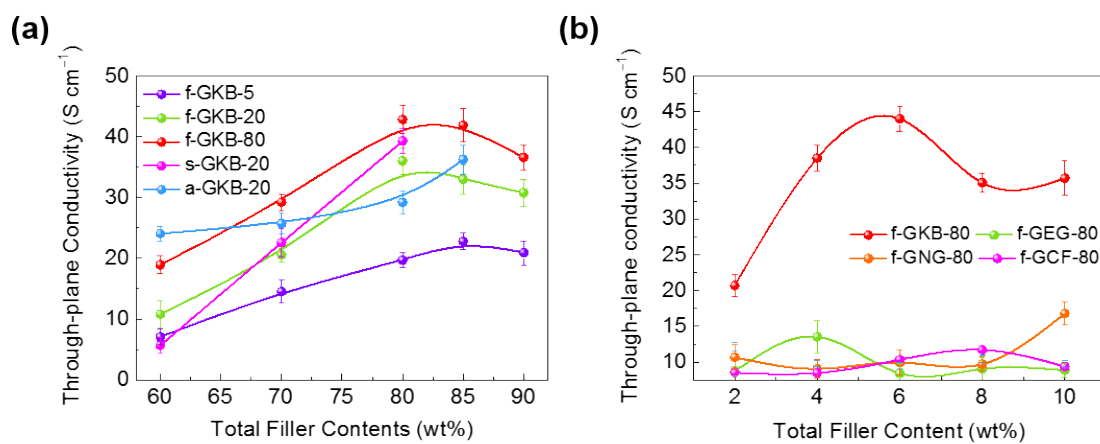 (a)
Through-plane Conductivity (S cm⁻¹)
50
40
30
20
10
0
f-GKB-5
f-GKB-20
f-GKB-80
s-GKB-20
a-GKB-20
60 65 70 75 80 85 90
Total Filler Contents (wt%)
(b)
Through-plane conductivity (S cm⁻¹)
50
45
40
35
30
25
20
15
10
f-GKB-80 f-GEG-80
f-GNG-80 f-GCF-80
2 4 6 8 10
Total Filler Content (wt%)